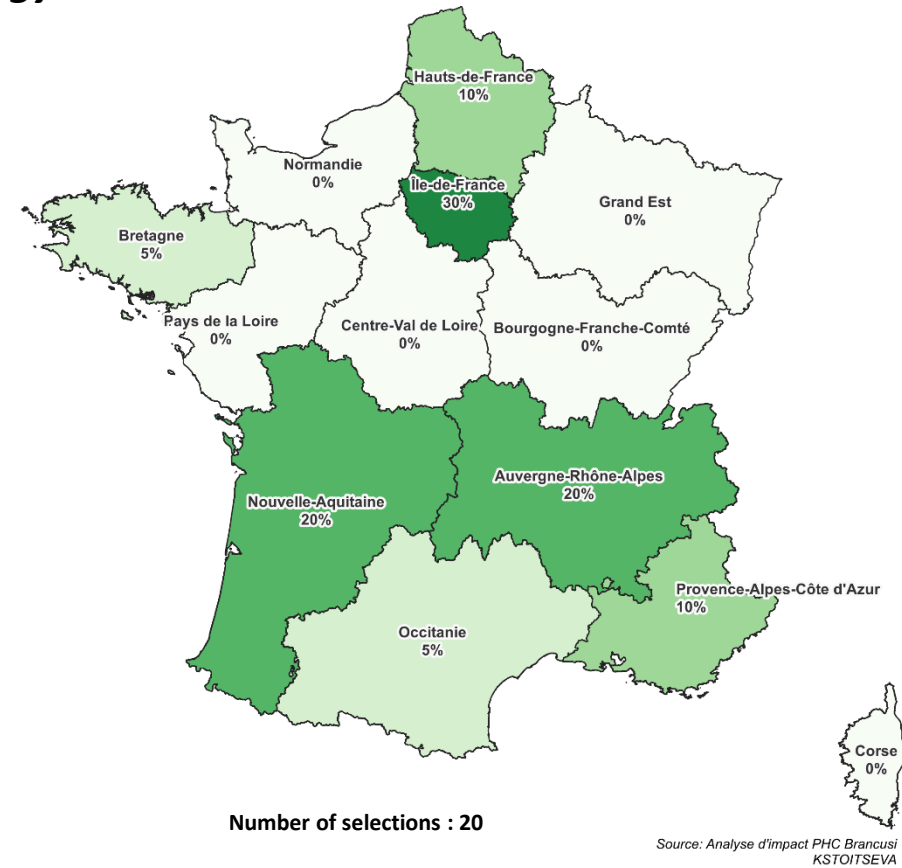 Hauts-de-France
10%
Normandie
0%
Île-de-France
30%
Grand Est
0%
Bretagne
5%
Pays de la Loire
0%
Centre-Val de Loire
0%
Bourgogne-Franche-Comté
0%
Nouvelle-Aquitaine
20%
Auvergne-Rhône-Alpes
20%
Provence-Alpes-Côte d'Azur
10%
Occitanie
5%
Corse
0%
Number of selections : 20
Source: Analyse d'impact PHC Brancusi
KSTOITSEVA